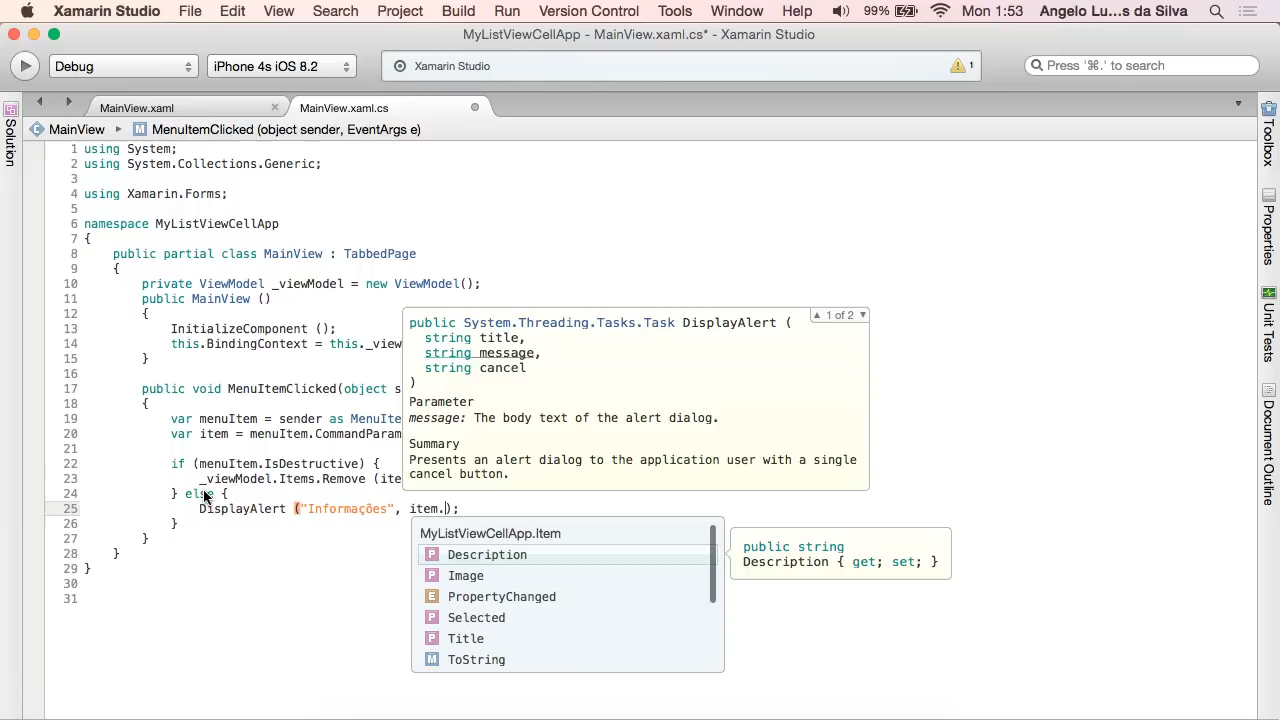 Xamarin Studio File Edit View Search Project Build Run Version Control Tools Window Help 99% Mon 1:53 Angelo Lu...s da Silva
MyListViewCellApp - MainView.xaml.cs* - Xamarin Studio
Debug iPhone 4s iOS 8.2 Xamarin Studio 1 Press '⌘.' to search
MainView.xaml MainView.xaml.cs
MainView MenuItemClicked (object sender, EventArgs e)
Solution
Toolbox
Properties
Unit Tests
Document Outline
1 using System;
2 using System.Collections.Generic;
3
4 using Xamarin.Forms;
5
6 namespace MyListViewCellApp
7 {
8 public partial class MainView : TabbedPage
9 {
10 private ViewModel _viewModel = new ViewModel();
11 public MainView ()
12 {
13 InitializeComponent ();
14 this.BindingContext = this._view
15 }
16
17 public void MenuItemClicked(object s
18 {
19 var menuItem = sender as MenuIte
20 var item = menuItem.CommandParam
21
22 if (menuItem.IsDestructive) {
23 _viewModel.Items.Remove (ite
24 } else {
25 DisplayAlert ("Informações", item.);
26 }
27 }
28 }
29 }
30
31
1 of 2
public System.Threading.Tasks.Task DisplayAlert (
string title,
string message,
string cancel
)
Parameter
message: The body text of the alert dialog.
Summary
Presents an alert dialog to the application user with a single
cancel button.
MyListViewCellApp.Item
P Description
P Image
E PropertyChanged
P Selected
P Title
M ToString
public string
Description { get; set; }